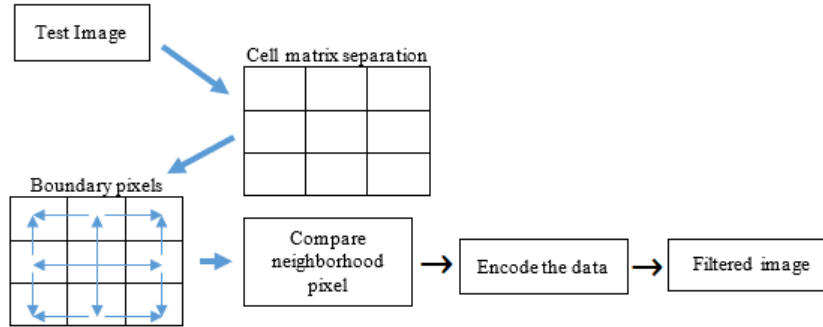 Test Image
Cell matrix separation
Boundary pixels
Compare
neighborhood
pixel
Encode the data
Filtered image